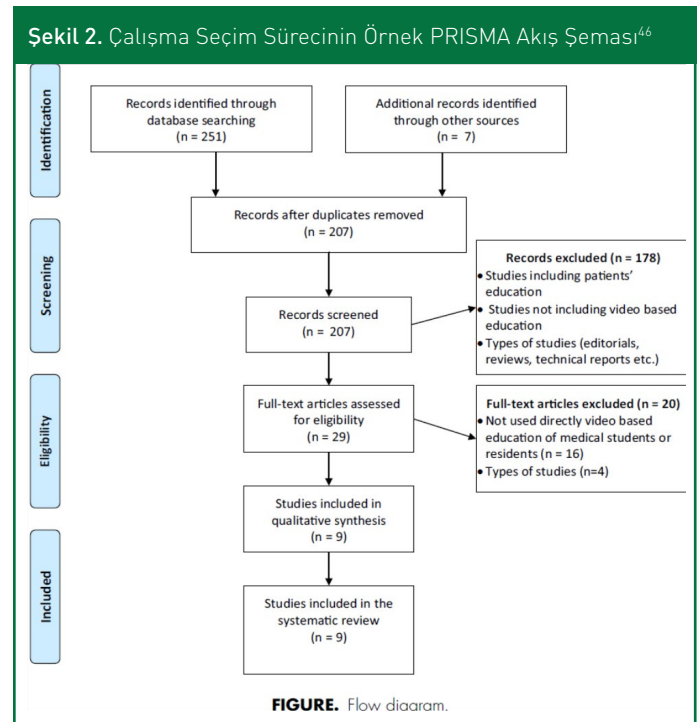 Şekil 2. Çalışma Seçim Sürecinin Örnek PRISMA Akış Şeması46
Identification
Records identified through
database searching
(n = 251)
Additional records identified
through other sources
(n = 7)
Records after duplicates removed
(n = 207)
Screening
Records screened
(n = 207)
Records excluded (n = 178)
• Studies including patients'
education
• Studies not including video based
education
• Types of studies (editorials,
reviews, technical reports etc.)
Eligibility
Full-text articles assessed
for eligibility
(n = 29)
Full-text articles excluded (n = 20)
• Not used directly video based
education of medical students or
residents (n = 16)
• Types of studies (n=4)
Studies included in
qualitative synthesis
(n = 9)
Included
Studies included in the
systematic review
(n = 9)
FIGURE. Flow diagram.